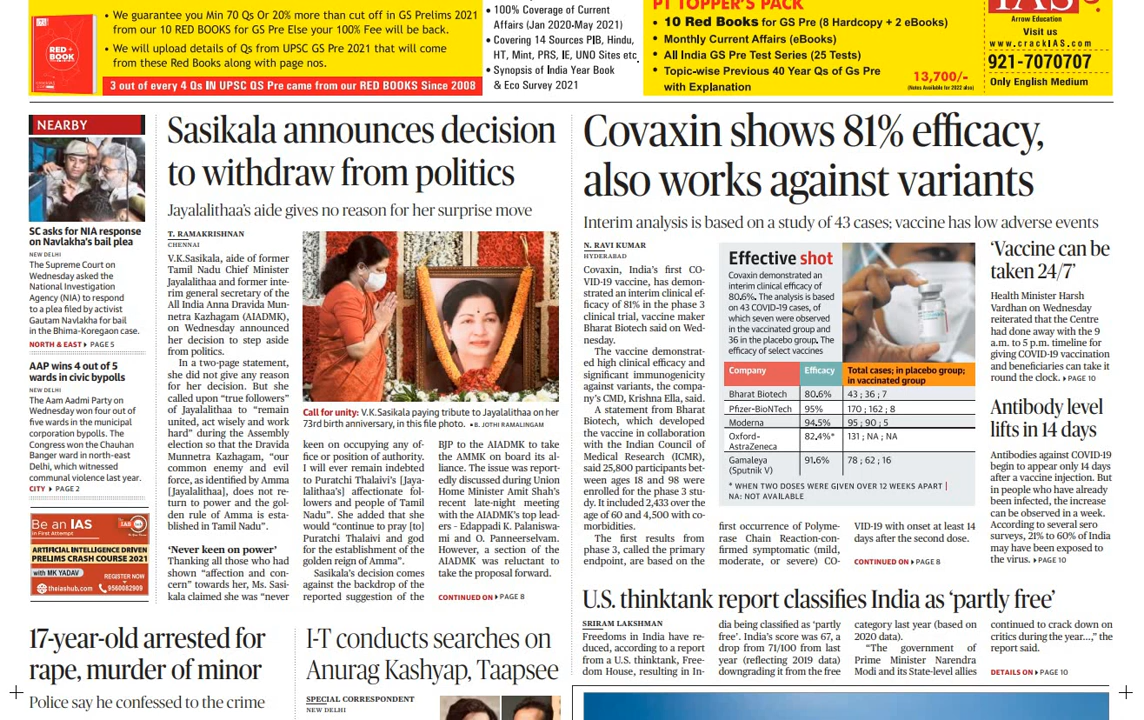 • We guarantee you Min 70 Qs Or 20% more than cut off in GS Prelims 2021
from our 10 RED BOOKS for GS Pre Else your 100% Fee will be back.
• We will upload details of Qs from UPSC GS Pre 2021 that will come
from these Red Books along with page nos.
RED
BOOK
3 out of every 4 Qs IN UPSC QS Pre came from our RED BOOKS Since 2008
• 100% Coverage of Current
Affairs (Jan 2020-May 2021)
• Covering 14 Sources PIB, Hindu,
HT, Mint, PRS, IE, UNO Sites etc.
• Synopsis of India Year Book
& Eco Survey 2021
PT TOPPER'S PACK
• 10 Red Books for GS Pre (8 Hardcopy + 2 eBooks)
• Monthly Current Affairs (eBooks)
• All India GS Pre Test Series (25 Tests)
• Topic-wise Previous 40 Year Qs of Gs Pre
with Explanation
13,700/-
(Notes Available for 2022 also)
IAS
Arrow Education
Visit us
www.crackIAS.com
921-7070707
Only English Medium
NEARBY
SC asks for NIA response
on Navlakha's bail plea
NEW DELHI
The Supreme Court on
Wednesday asked the
National Investigation
Agency (NIA) to respond
to a plea filed by activist
Gautam Navlakha for bail
in the Bhima-Koregaon case.
NORTH & EAST PAGE 5
AAP wins 4 out of 5
wards in civic bypolls
NEW DELHI
The Aam Aadmi Party on
Wednesday won four out of
five wards in the municipal
corporation bypolls. The
Congress won the Chauhan
Banger ward in north-east
Delhi, which witnessed
communal violence last year.
CITY PAGE 2
Be an IAS
in First Attempt
ARTIFICIAL INTELLIGENCE DRIVEN
PRELIMS CRASH COURSE 2021
with MK YADAV
REGISTER NOW
theiashub.com
9560082909
Sasikala announces decision
to withdraw from politics
Jayalalithaa's aide gives no reason for her surprise move
T. RAMAKRISHNAN
CHENNAI
V.K.Sasikala, aide of former
Tamil Nadu Chief Minister
Jayalalithaa and former inte-
rim general secretary of the
All India Anna Dravida Mun-
netra Kazhagam (AIADMK),
on Wednesday announced
her decision to step aside
from politics.
In a two-page statement,
she did not give any reason
for her decision. But she
called upon “true followers”
of Jayalalithaa to “remain
united, act wisely and work
hard” during the Assembly
election so that the Dravida
Munnetra Kazhagam, “our
common enemy and evil
force, as identified by Amma
[Jayalalithaa], does not re-
turn to power and the gol-
den rule of Amma is esta-
blished in Tamil Nadu”.
‘Never keen on power’
Thanking all those who had
shown “affection and con-
cern” towards her, Ms. Sasi-
kala claimed she was “never
Call for unity: V.K.Sasikala paying tribute to Jayalalithaa on her
73rd birth anniversary, in this file photo. • B. JOTHI RAMALINGAM
keen on occupying any of-
fice or position of authority.
I will ever remain indebted
to Puratchi Thalaivi's [Jaya-
lalithaa's] affectionate fol-
lowers and people of Tamil
Nadu”. She added that she
would “continue to pray [to]
Puratchi Thalaivi and god
for the establishment of the
golden reign of Amma”.
Sasikala's decision comes
against the backdrop of the
reported suggestion of the
BJP to the AIADMK to take
the AMMK on board its al-
liance. The issue was report-
edly discussed during Union
Home Minister Amit Shah's
recent late-night meeting
with the AIADMK's top lead-
ers – Edappadi K. Palaniswa-
mi and O. Panneerselvam.
However, a section of the
AIADMK was reluctant to
take the proposal forward.
CONTINUED ON PAGE 8
Covaxin shows 81% efficacy,
also works against variants
Interim analysis is based on a study of 43 cases; vaccine has low adverse events
N. RAVI KUMAR
HYDERABAD
Covaxin, India's first CO-
VID-19 vaccine, has demon-
strated an interim clinical ef-
ficacy of 81% in the phase 3
clinical trial, vaccine maker
Bharat Biotech said on Wed-
nesday.
The vaccine demonstrat-
ed high clinical efficacy and
significant immunogenicity
against variants, the compa-
ny's CMD, Krishna Ella, said.
A statement from Bharat
Biotech, which developed
the vaccine in collaboration
with the Indian Council of
Medical Research (ICMR),
said 25,800 participants bet-
ween ages 18 and 98 were
enrolled for the phase 3 stu-
dy. It included 2,433 over the
age of 60 and 4,500 with co-
morbidities.
The first results from
phase 3, called the primary
endpoint, are based on the
Effective shot
Covaxin demonstrated an
interim clinical efficacy of
80.6%. The analysis is based
on 43 COVID-19 cases, of
which seven were observed
in the vaccinated group and
36 in the placebo group. The
efficacy of select vaccines
Company Efficacy Total cases; in placebo group;
in vaccinated group
Bharat Biotech 80.6% 43 ; 36 ; 7
Pfizer-BioNTech 95% 170 ; 162 ; 8
Moderna 94.5% 95 ; 90 ; 5
Oxford-
AstraZeneca 82.4%* 131 ; NA ; NA
Gamaleya
(Sputnik V) 91.6% 78 ; 62 ; 16
* WHEN TWO DOSES WERE GIVEN OVER 12 WEEKS APART |
NA: NOT AVAILABLE
first occurrence of Polyme-
rase Chain Reaction-con-
firmed symptomatic (mild,
moderate, or severe) CO-
VID-19 with onset at least 14
days after the second dose.
CONTINUED ON PAGE 8
‘Vaccine can be
taken 24/7’
Health Minister Harsh
Vardhan on Wednesday
reiterated that the Centre
had done away with the 9
a.m. to 5 p.m. timeline for
giving COVID-19 vaccination
and beneficiaries can take it
round the clock. PAGE 10
Antibody level
lifts in 14 days
Antibodies against COVID-19
begin to appear only 14 days
after a vaccine injection. But
in people who have already
been infected, the increase
can be observed in a week.
According to several sero
surveys, 21% to 60% of India
may have been exposed to
the virus. PAGE 10
U.S. thinktank report classifies India as ‘partly free’
SRIRAM LAKSHMAN
Freedoms in India have re-
duced, according to a report
from a U.S. thinktank, Free-
dom House, resulting in In-
dia being classified as ‘partly
free’. India's score was 67, a
drop from 71/100 from last
year (reflecting 2019 data)
downgrading it from the free
category last year (based on
2020 data).
“The government of
Prime Minister Narendra
Modi and its State-level allies
continued to crack down on
critics during the year...,” the
report said.
DETAILS ON PAGE 10
17-year-old arrested for
rape, murder of minor
Police say he confessed to the crime
I-T conducts searches on
Anurag Kashyap, Taapsee
SPECIAL CORRESPONDENT
NEW DELHI